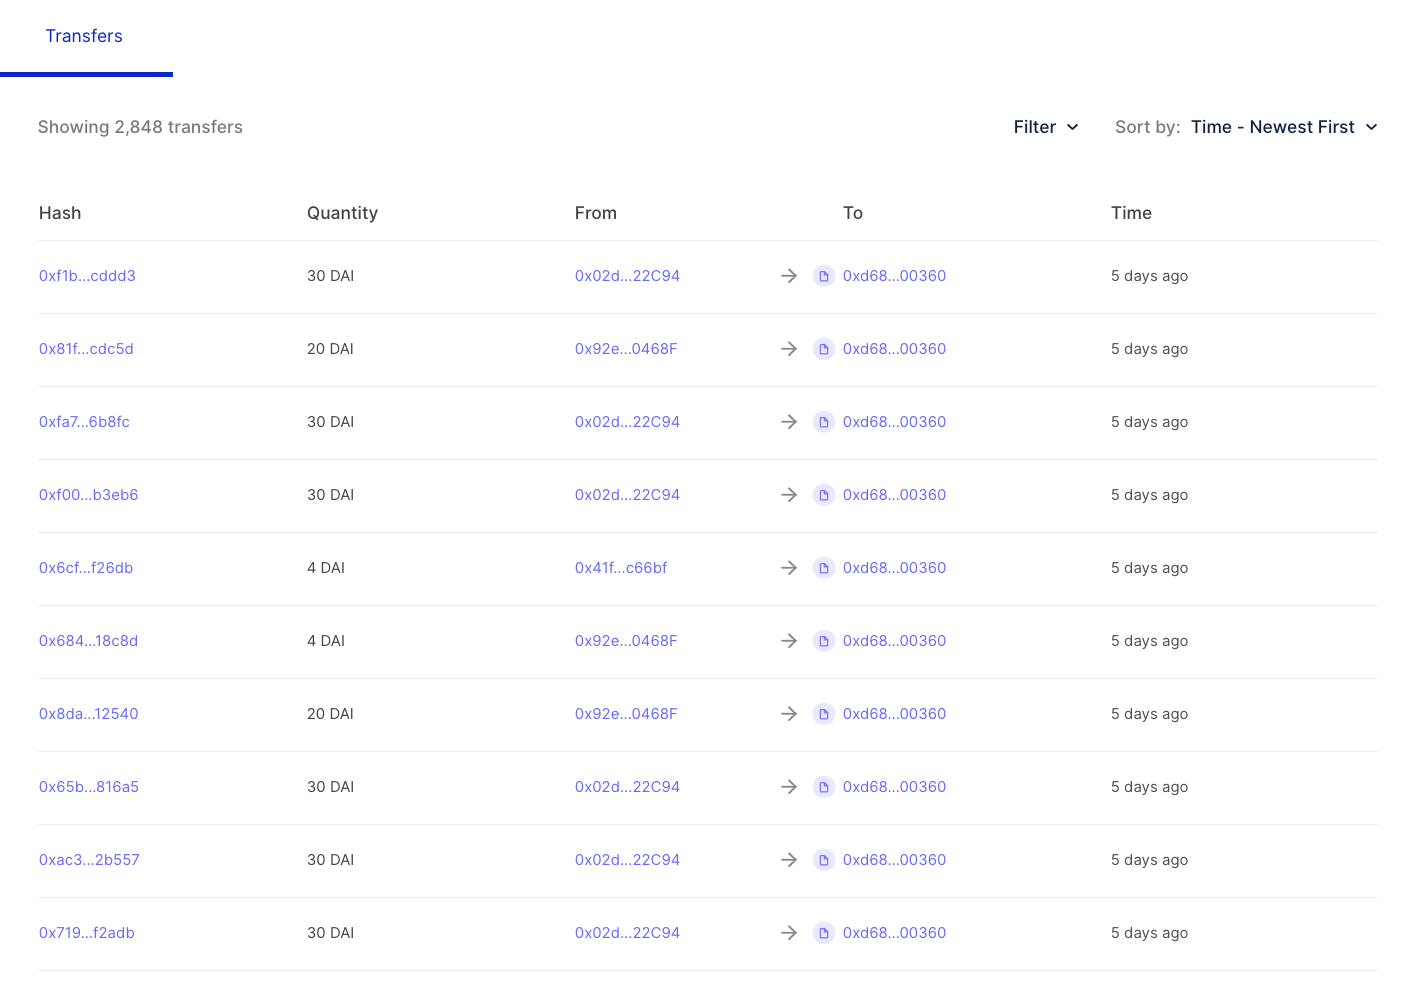 Transfers
Showing 2,848 transfers Filter Sort by: Time - Newest First
Hash Quantity From To Time
0xf1b...cddd3 30 DAI 0x02d...22C94 0xd68...00360 5 days ago
0x81f...cdc5d 20 DAI 0x92e...0468F 0xd68...00360 5 days ago
0xfa7...6b8fc 30 DAI 0x02d...22C94 0xd68...00360 5 days ago
0xf00...b3eb6 30 DAI 0x02d...22C94 0xd68...00360 5 days ago
0x6cf...f26db 4 DAI 0x41f...c66bf 0xd68...00360 5 days ago
0x684...18c8d 4 DAI 0x92e...0468F 0xd68...00360 5 days ago
0x8da...12540 20 DAI 0x92e...0468F 0xd68...00360 5 days ago
0x65b...816a5 30 DAI 0x02d...22C94 0xd68...00360 5 days ago
0xac3...2b557 30 DAI 0x02d...22C94 0xd68...00360 5 days ago
0x719...f2adb 30 DAI 0x02d...22C94 0xd68...00360 5 days ago